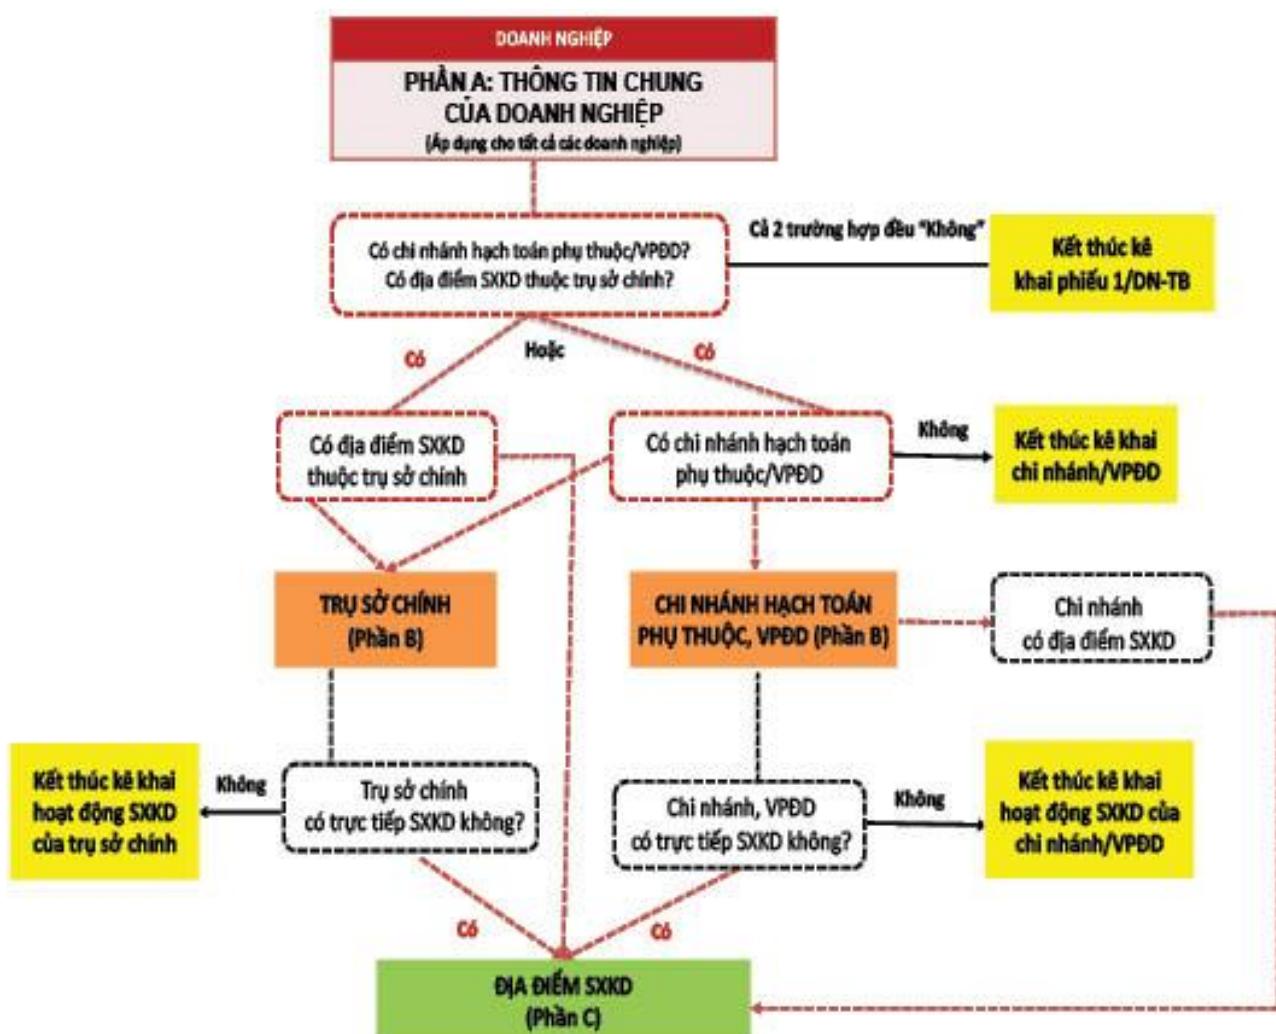 DOANH NGHIỆP
PHẦN A: THÔNG TIN CHUNG
CỦA DOANH NGHIỆP
(Áp dụng cho tất cả các doanh nghiệp)
Có chi nhánh hạch toán phụ thuộc/VPĐD?
Có địa điểm SXKD thuộc trụ sở chính?
Cả 2 trường hợp đều "Không"
Kết thúc kê
khai phiếu 1/DN-TB
Có
Hoặc
Có
Có địa điểm SXKD
thuộc trụ sở chính
Có chi nhánh hạch toán
phụ thuộc/VPĐD
Không
Kết thúc kê khai
chi nhánh/VPĐD
TRỤ SỞ CHÍNH
(Phần B)
CHI NHÁNH HẠCH TOÁN
PHỤ THUỘC, VPĐD (Phần B)
Chi nhánh
có địa điểm SXKD
Kết thúc kê khai
hoạt động SXKD
của trụ sở chính
Không
Trụ sở chính
có trực tiếp SXKD không?
Chi nhánh, VPĐD
có trực tiếp SXKD không?
Không
Kết thúc kê khai
hoạt động SXKD của
chi nhánh/VPĐD
Có
Có
ĐỊA ĐIỂM SXKD
(Phần C)